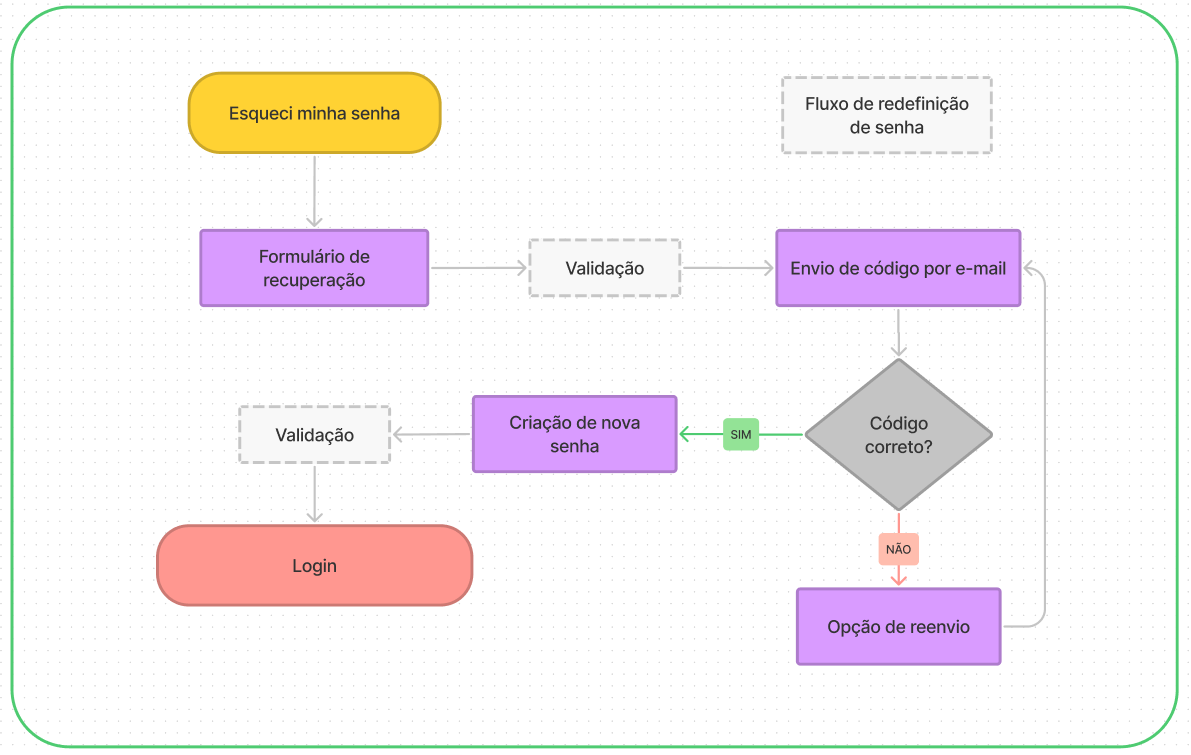 Esqueci minha senha
Fluxo de redefinição
de senha
Formulário de
recuperação
Validação
Envio de código por e-mail
Código
correto?
SIM
Criação de nova
senha
Validação
Login
NÃO
Opção de reenvio